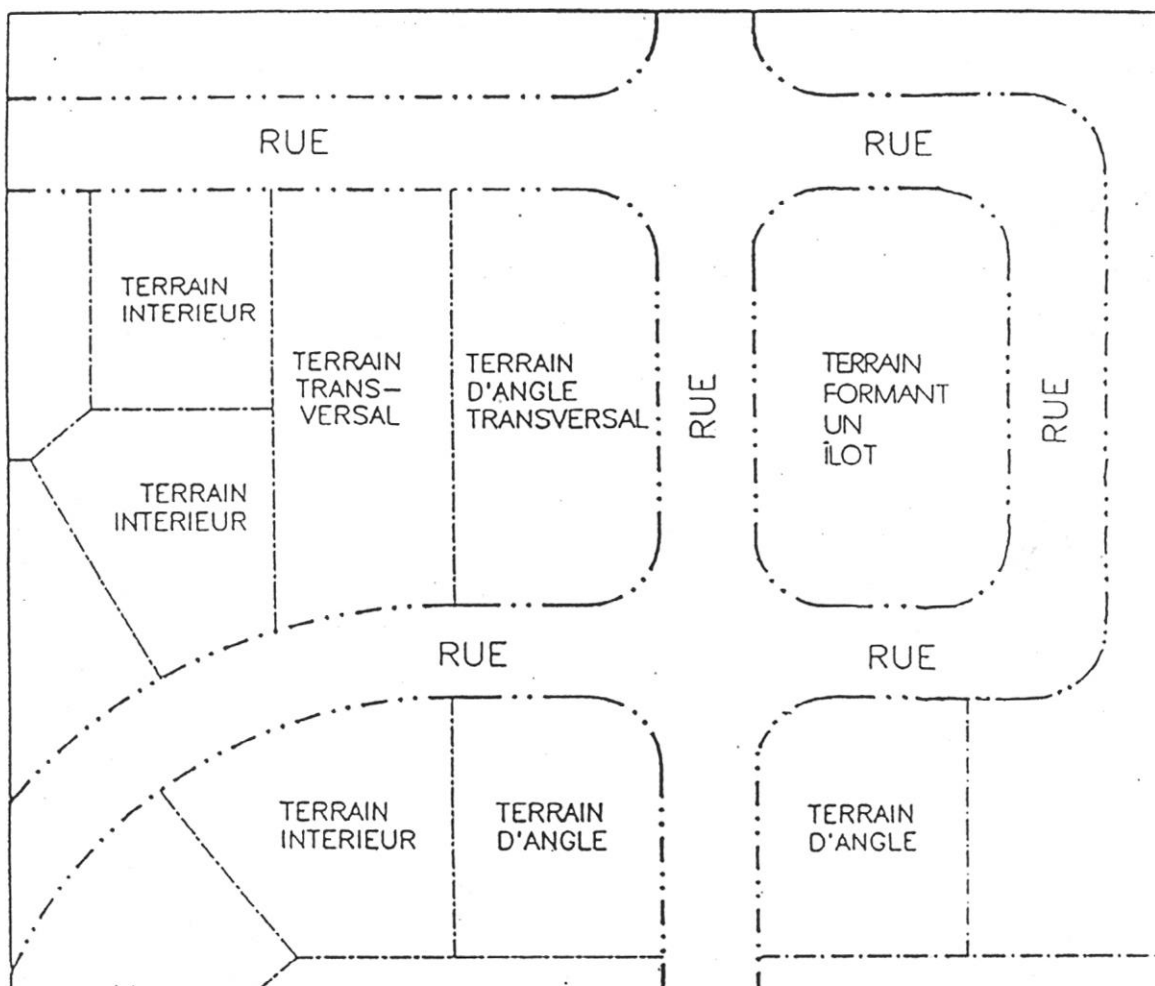 RUE
RUE
TERRAIN
INTERIEUR
TERRAIN
TRANS-
VERSAL
TERRAIN
D'ANGLE
TRANSVERSAL
RUE
TERRAIN
FORMANT
UN
ÎLOT
RUE
TERRAIN
INTERIEUR
RUE
RUE
TERRAIN
INTERIEUR
TERRAIN
D'ANGLE
TERRAIN
D'ANGLE